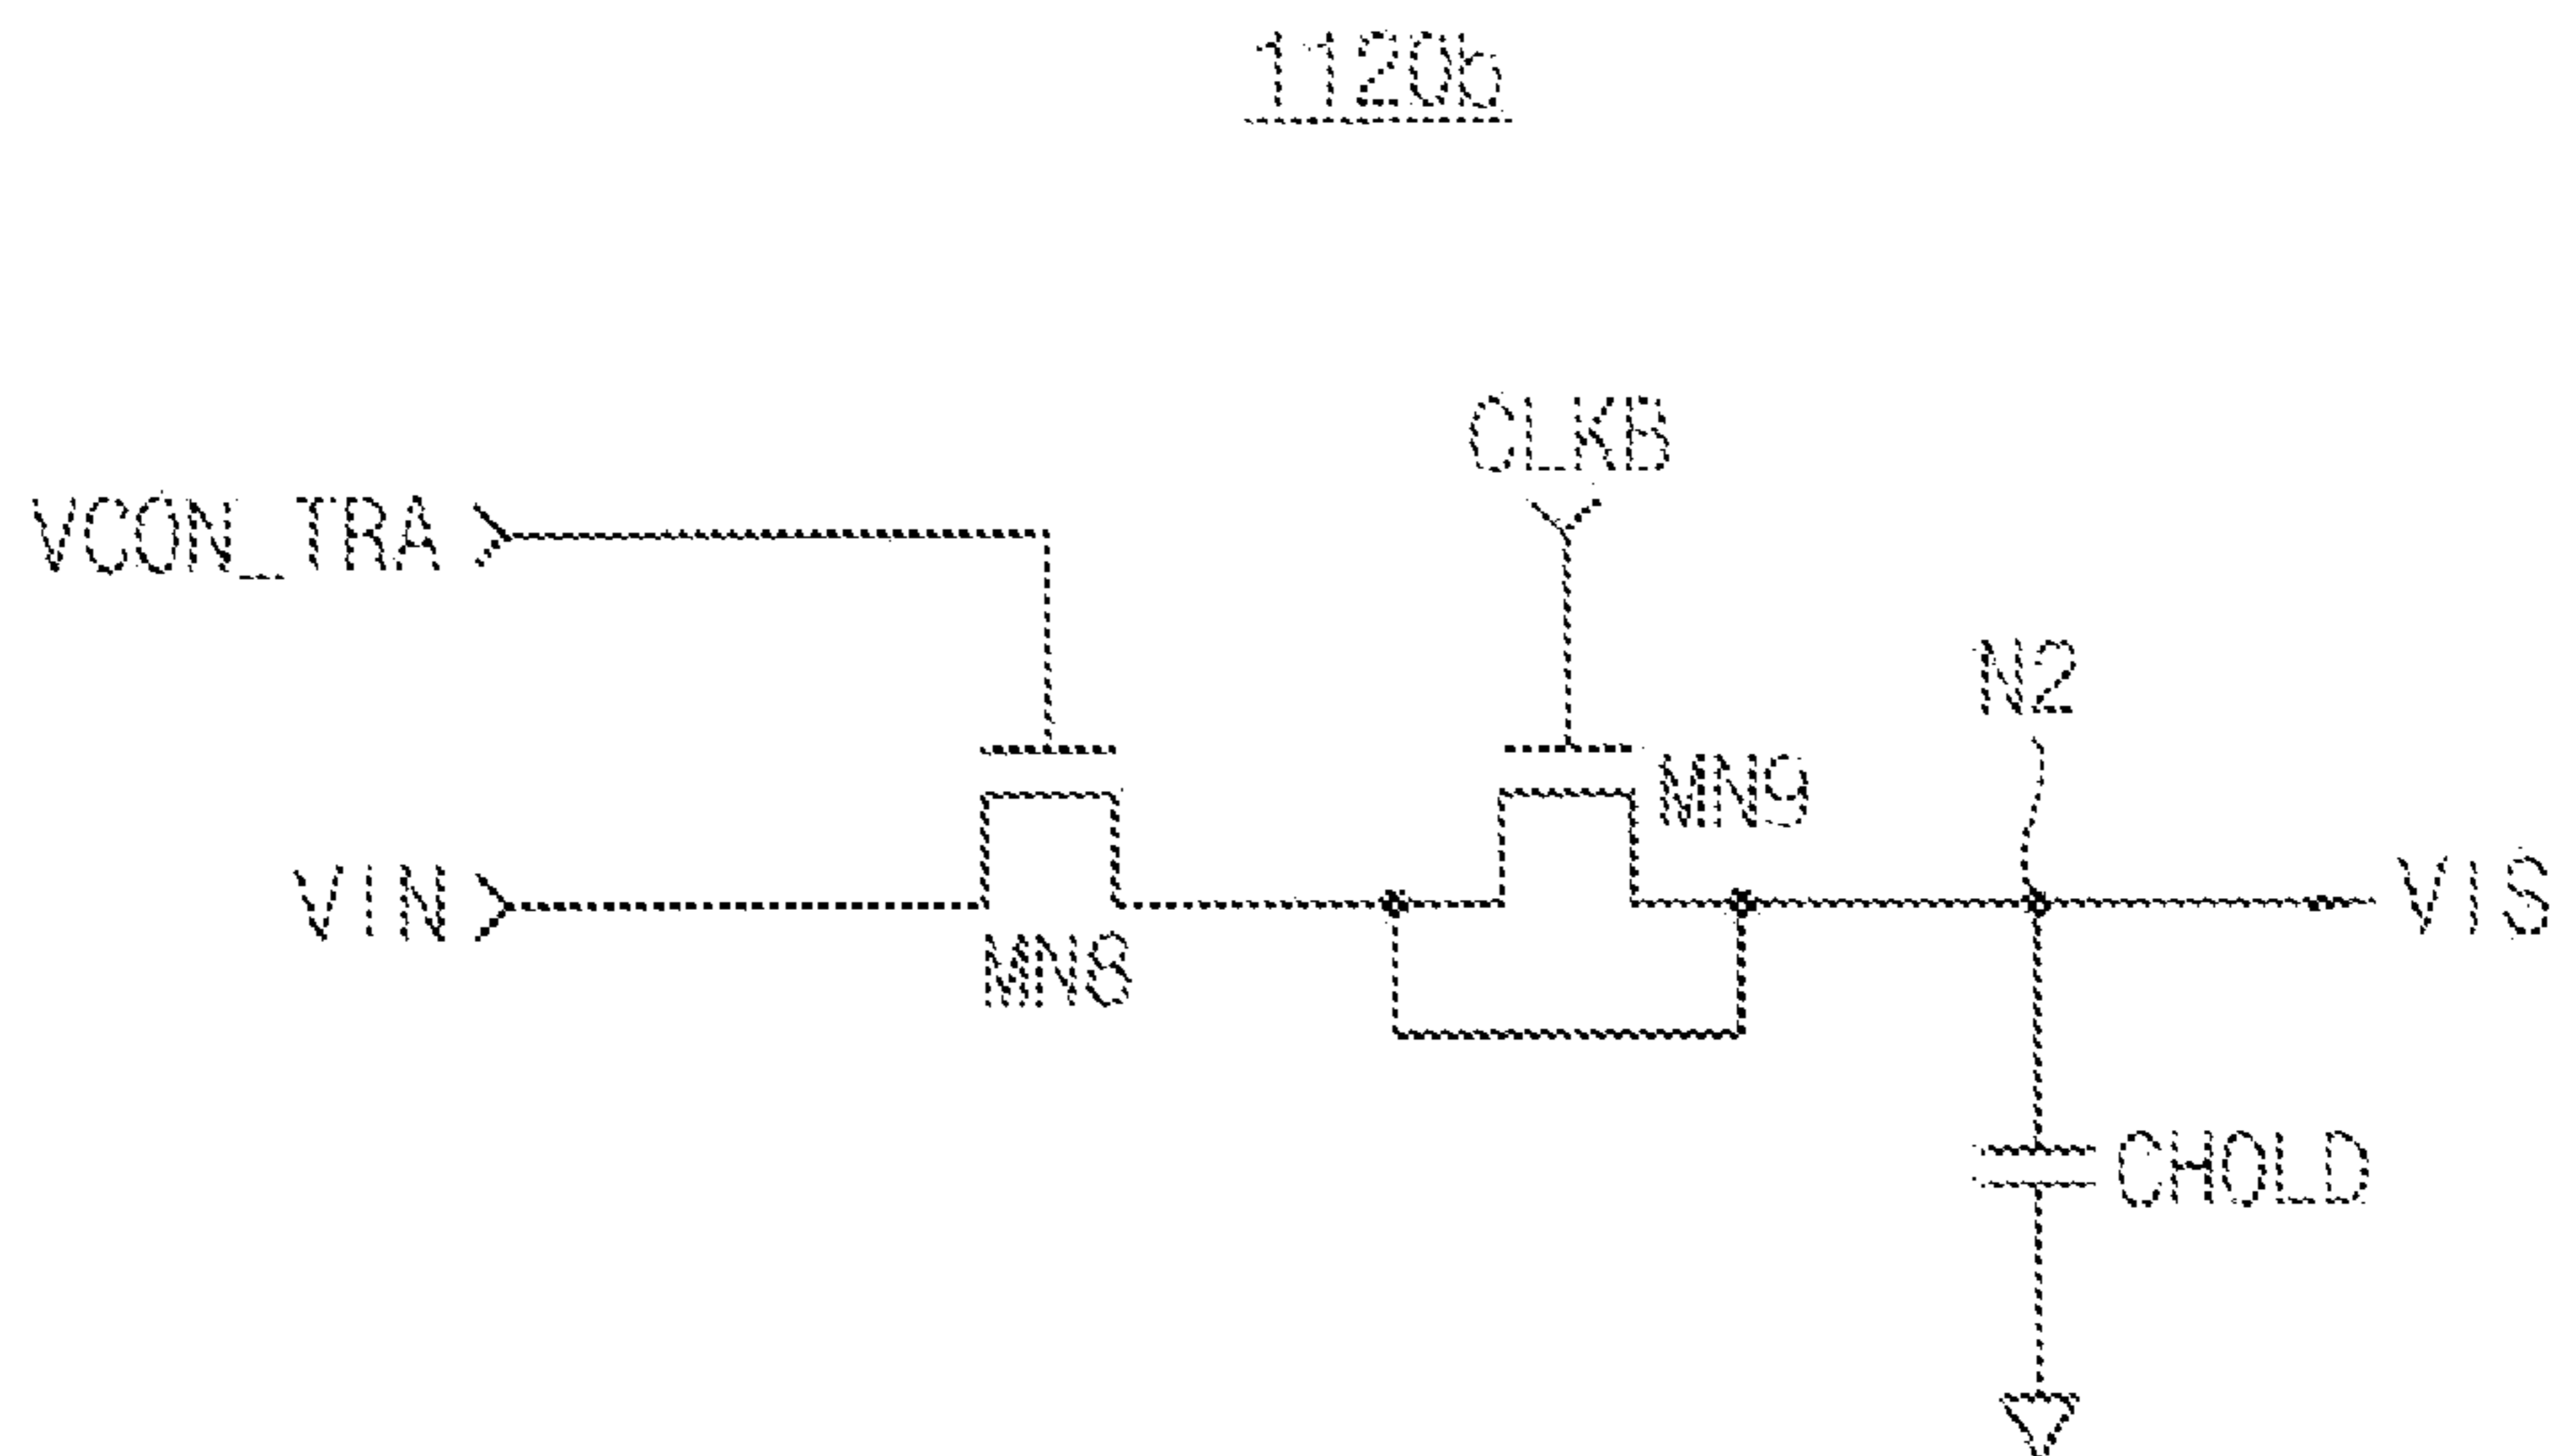 1120b
CLKB
VCON_TRA
N2
MN9
VIN
VIS
MN8
CHOLD